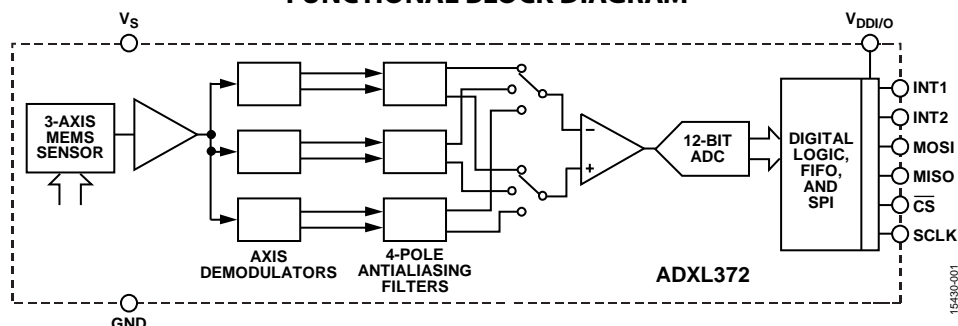 FUNCTIONAL BLOCK DIAGRAM
VS
VDDI/O
3-AXIS
MEMS
SENSOR
12-BIT
ADC
DIGITAL
LOGIC,
FIFO,
AND
SPI
INT1
INT2
MOSI
MISO
CS
SCLK
AXIS
DEMODULATORS
4-POLE
ANTIALIASING
FILTERS
ADXL372
GND
15430-001